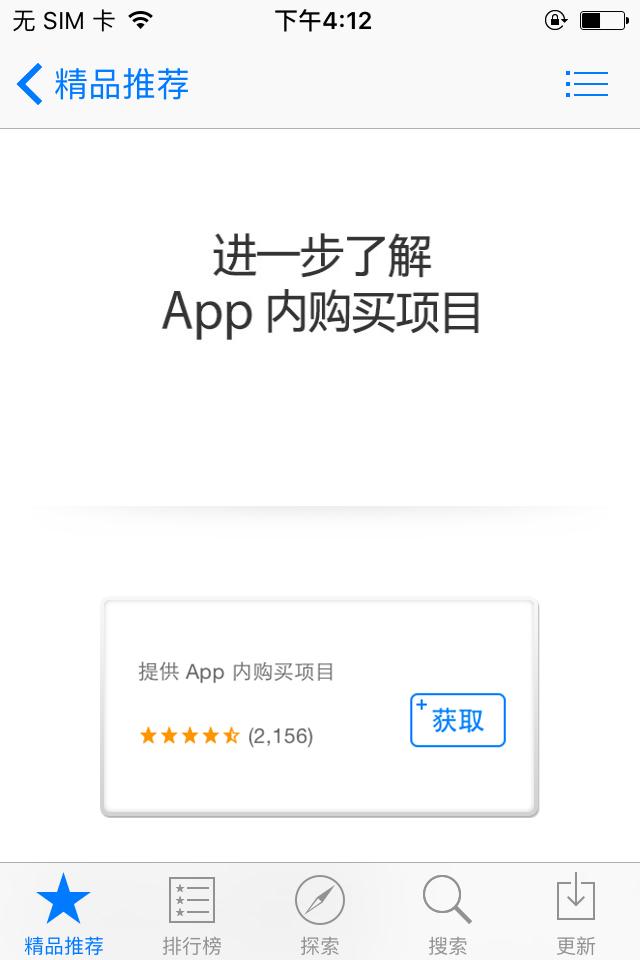 无 SIM 卡
下午4:12
精品推荐
进一步了解
App 内购买项目
提供 App 内购买项目
(2,156)
+ 获取
精品推荐
排行榜
探索
搜索
更新